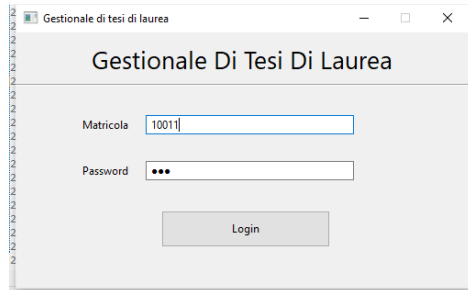 Gestionale di tesi di laurea
Gestionale Di Tesi Di Laurea
Matricola 10011
Password •••
Login